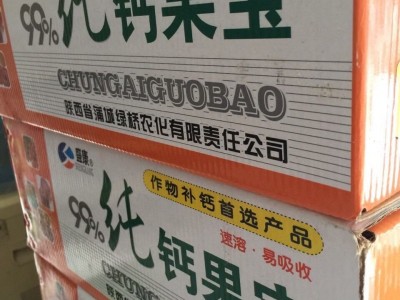 99% 纯钙果宝
CHUNGAIGUOBAO
陕西省蒲城绿桥农化有限责任公司
作物补钙首选产品
99% 纯钙果宝
速溶·易吸收
CHUNG